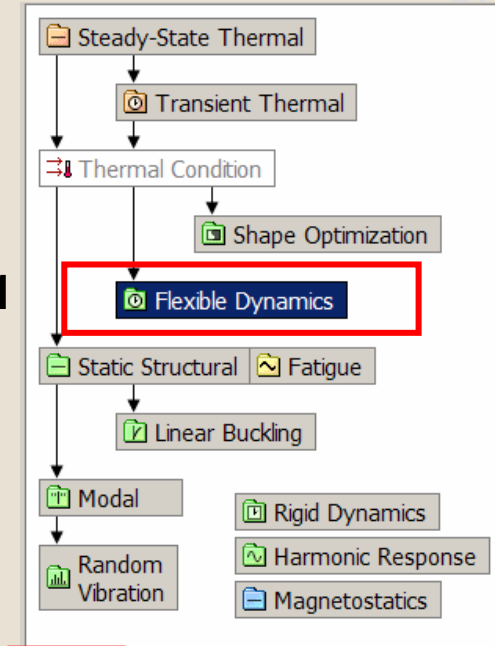 Steady-State Thermal
Transient Thermal
Thermal Condition
Shape Optimization
Flexible Dynamics
Static Structural Fatigue
Linear Buckling
Modal
Rigid Dynamics
Harmonic Response
Random
Vibration
Magnetostatics